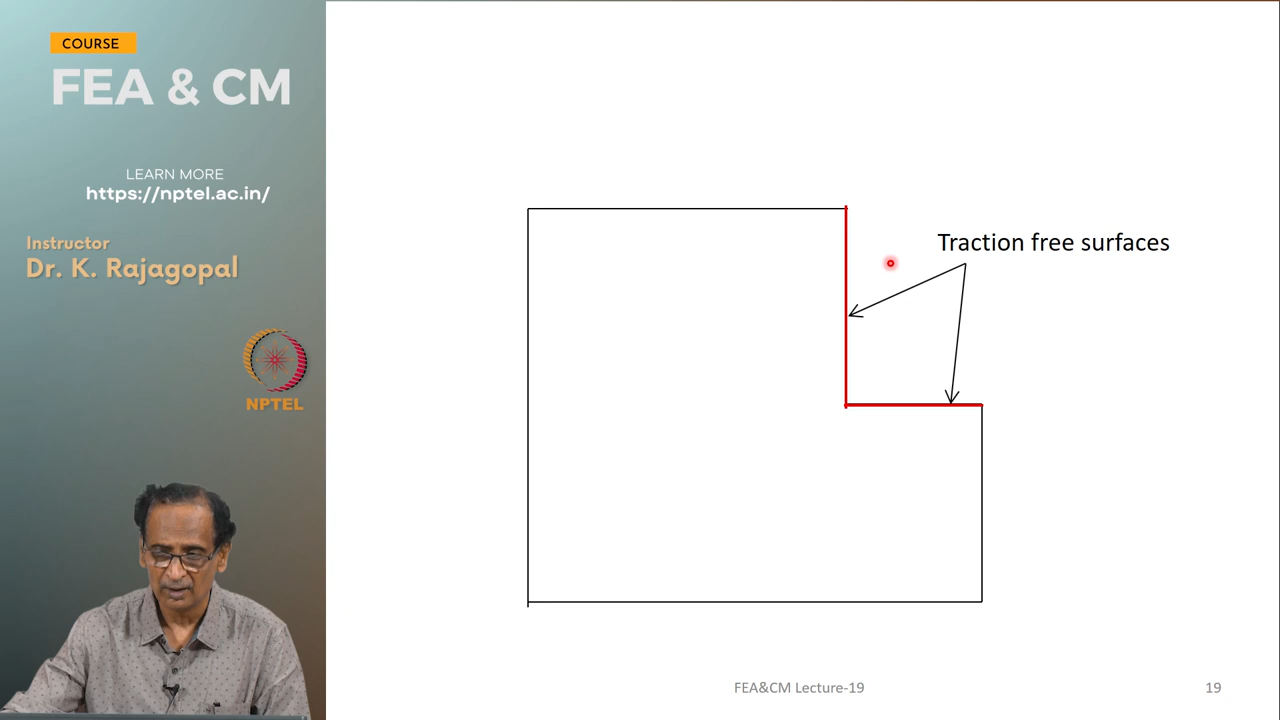 COURSE
FEA & CM
LEARN MORE
https://nptel.ac.in/
Instructor
Dr. K. Rajagopal
NPTEL
Traction free surfaces
FEA&CM Lecture-19
19